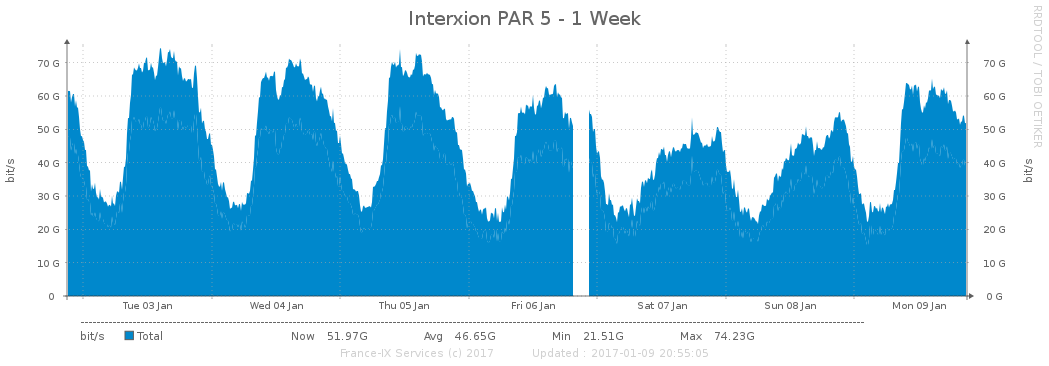 Interxion PAR 5 - 1 Week
RRDTOOL / TOBI OETIKER
bit/s
bit/s
70 G 70 G
60 G 60 G
50 G 50 G
40 G 40 G
30 G 30 G
20 G 20 G
10 G 10 G
0 0 G
Tue 03 Jan Wed 04 Jan Thu 05 Jan Fri 06 Jan Sat 07 Jan Sun 08 Jan Mon 09 Jan
bit/s Total Now 51.97G Avg 46.65G Min 21.51G Max 74.23G
France-IX Services (c) 2017 Updated : 2017-01-09 20:55:05